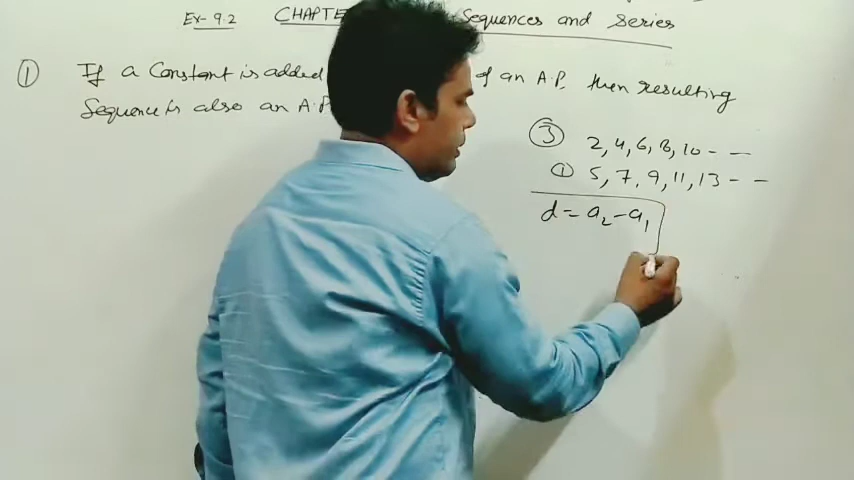 Ex-9.2 CHAPTE Sequences and Series
① If a Constant is added of an A.P. then resulting
Sequence is also an A.P
③ 2, 4, 6, 8, 10 - —
① 5, 7, 9, 11, 13 - —
d = a₂ - a₁